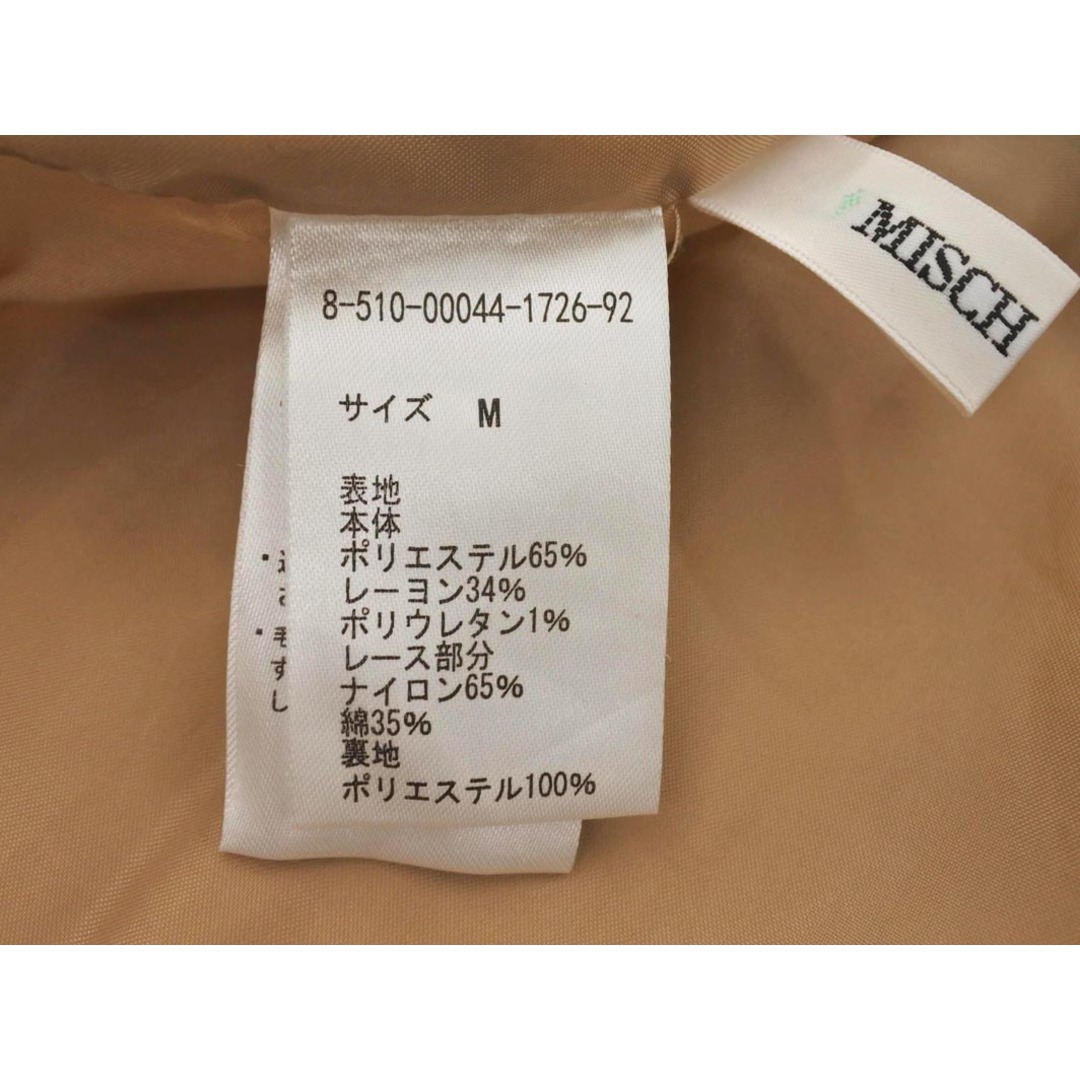 8-510-00044-1726-92
サイズ M
表地
本体
ポリエステル65%
レーヨン34%
ポリウレタン1%
レース部分
ナイロン65%
綿35%
裏地
ポリエステル100%
MISCH
・毛
ず
し